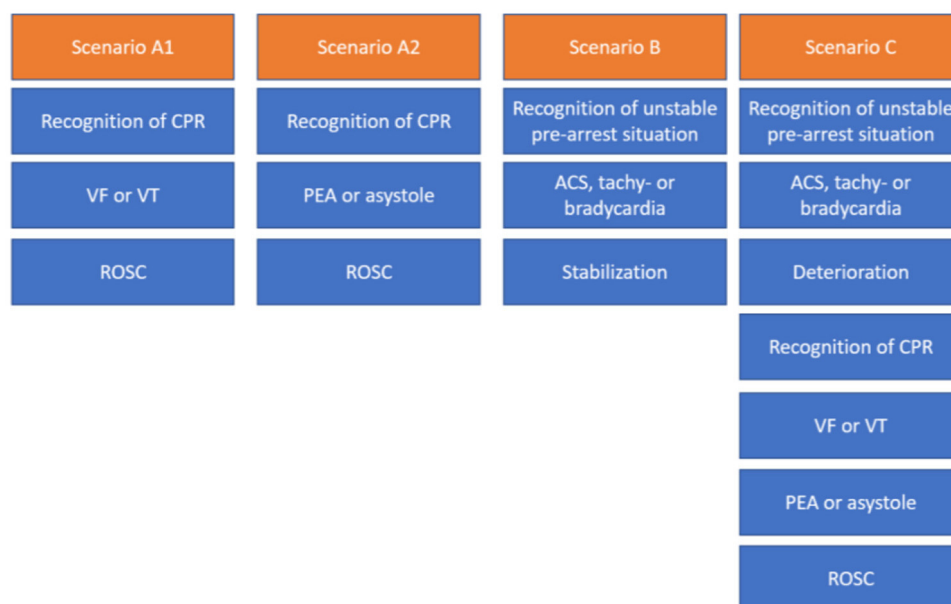 Scenario A1
Recognition of CPR
VF or VT
ROSC
Scenario A2
Recognition of CPR
PEA or asystole
ROSC
Scenario B
Recognition of unstable
pre-arrest situation
ACS, tachy- or
bradycardia
Stabilization
Scenario C
Recognition of unstable
pre-arrest situation
ACS, tachy- or
bradycardia
Deterioration
Recognition of CPR
VF or VT
PEA or asystole
ROSC